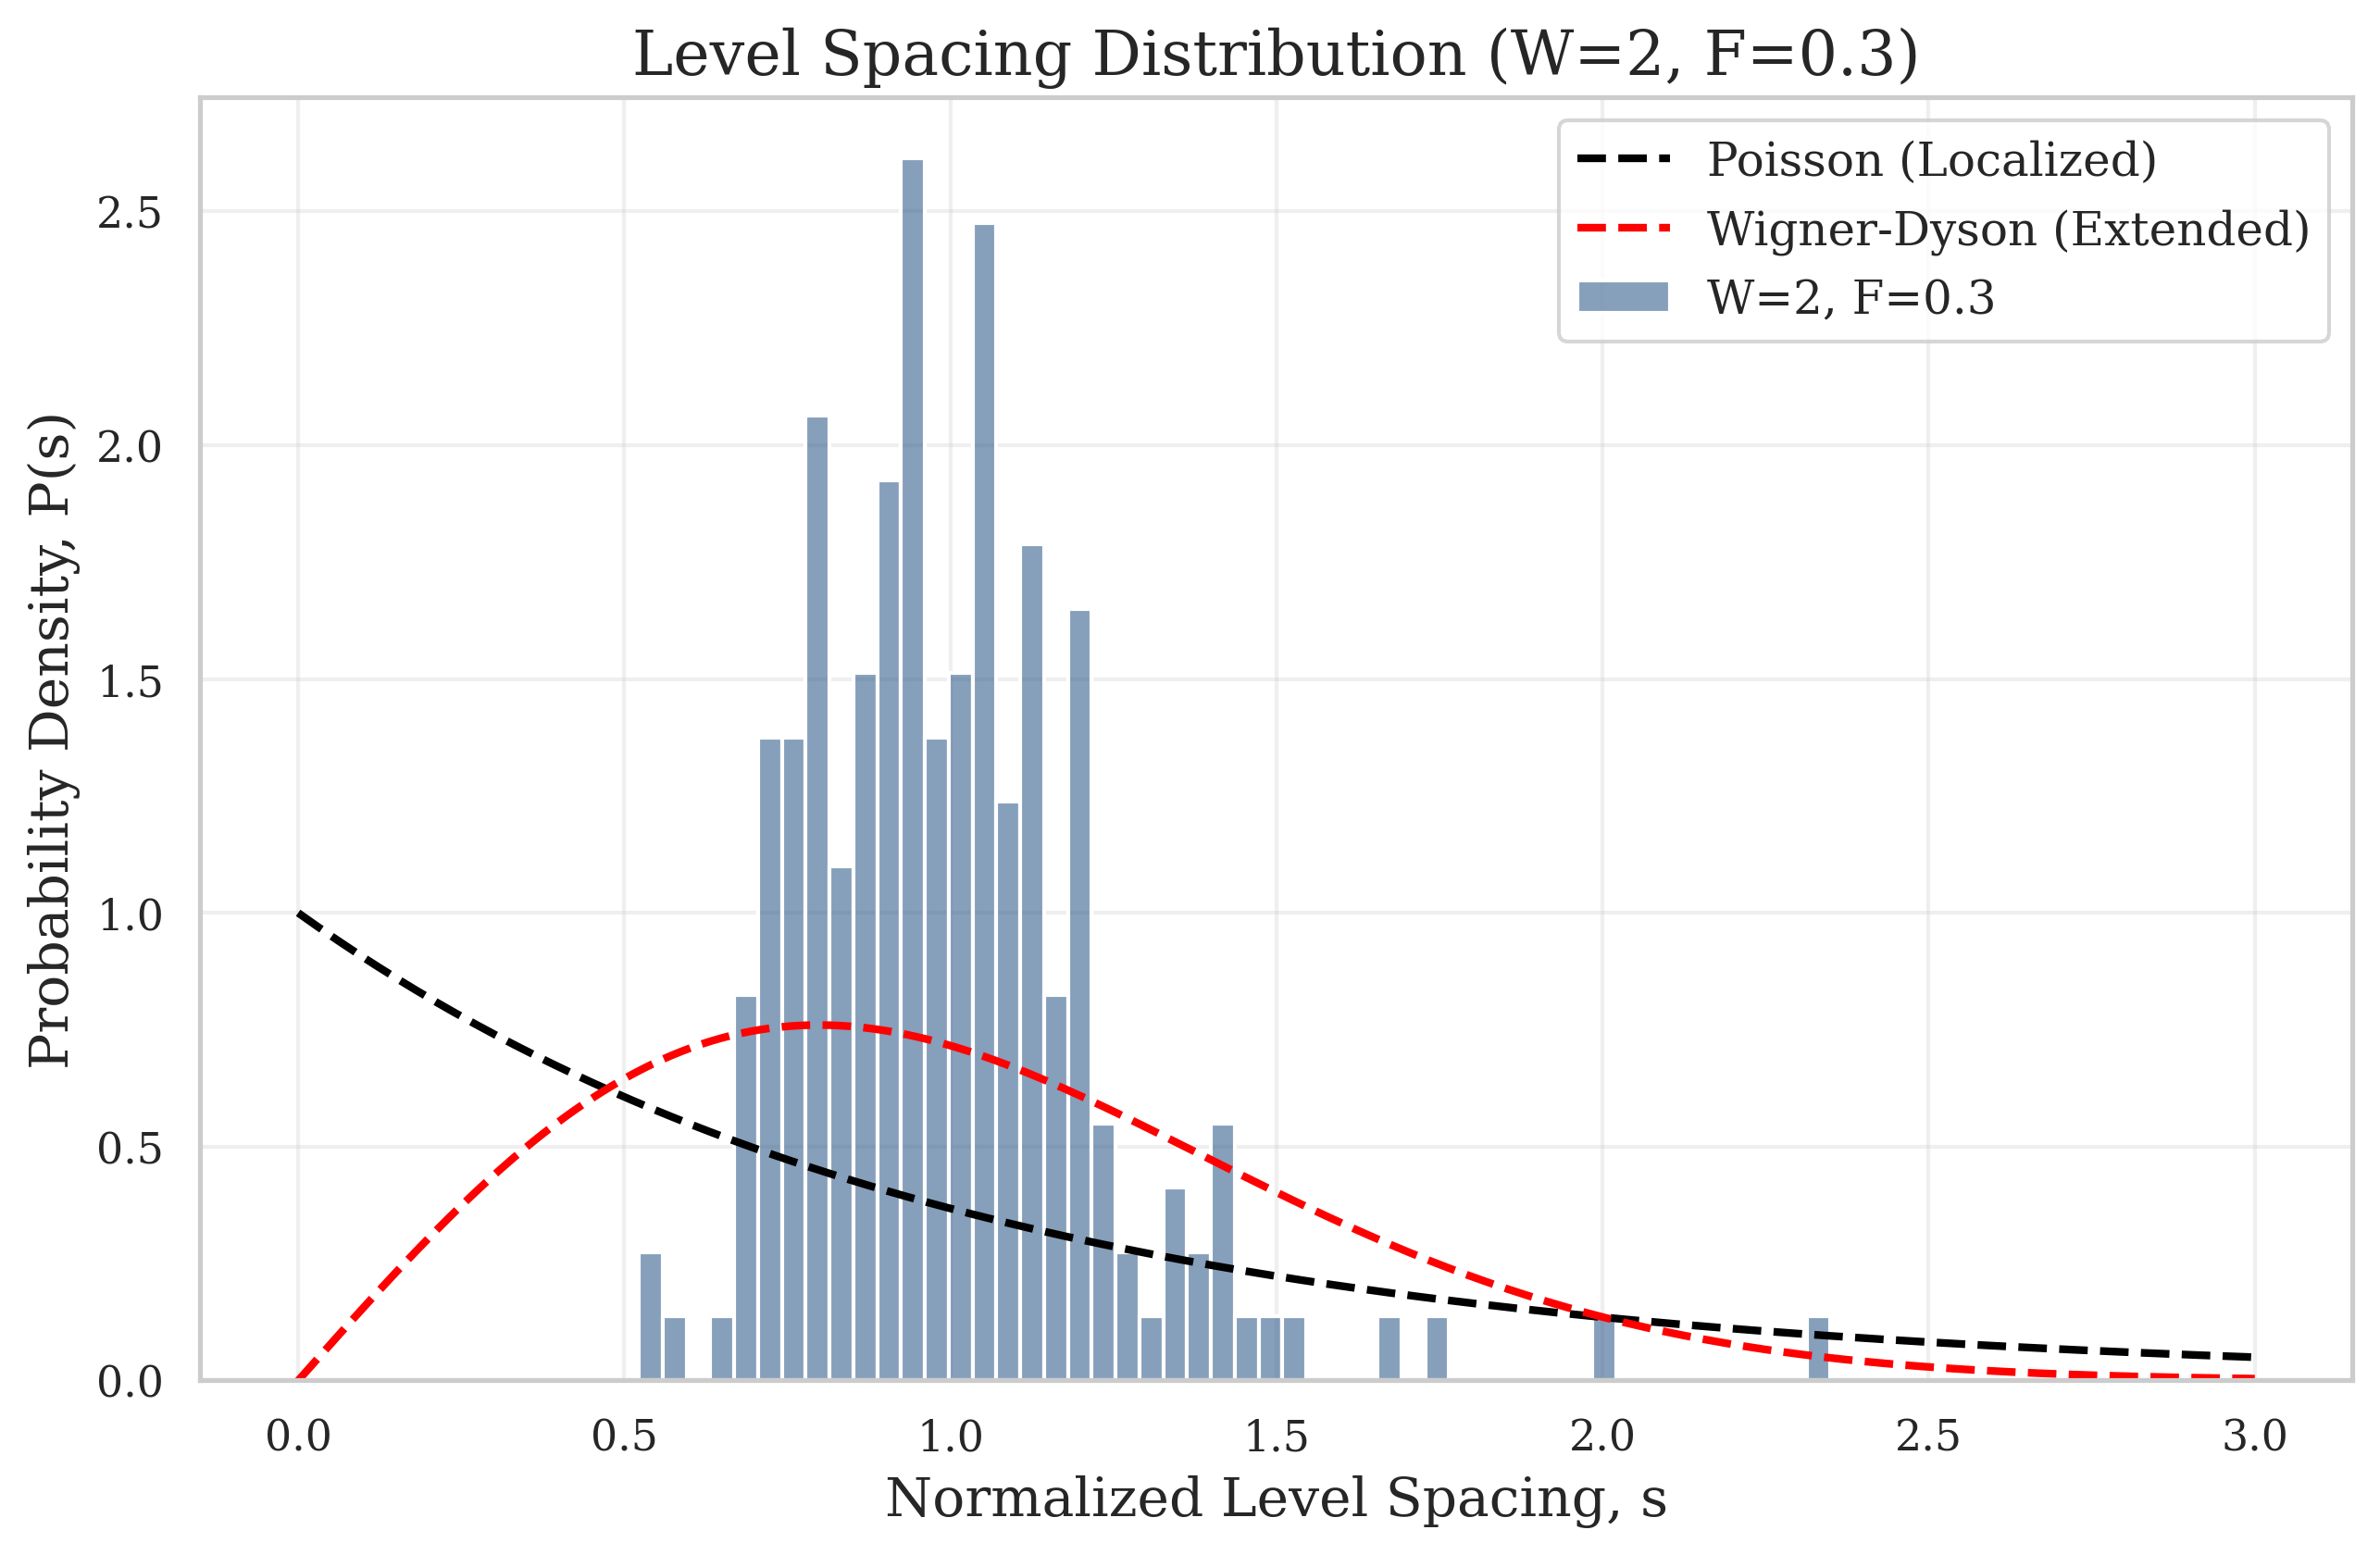 Level Spacing Distribution (W=2, F=0.3)
Poisson (Localized)
Wigner-Dyson (Extended)
W=2, F=0.3
Probability Density, P(s)
2.5
2.0
1.5
1.0
0.5
0.0
0.0 0.5 1.0 1.5 2.0 2.5 3.0
Normalized Level Spacing, s